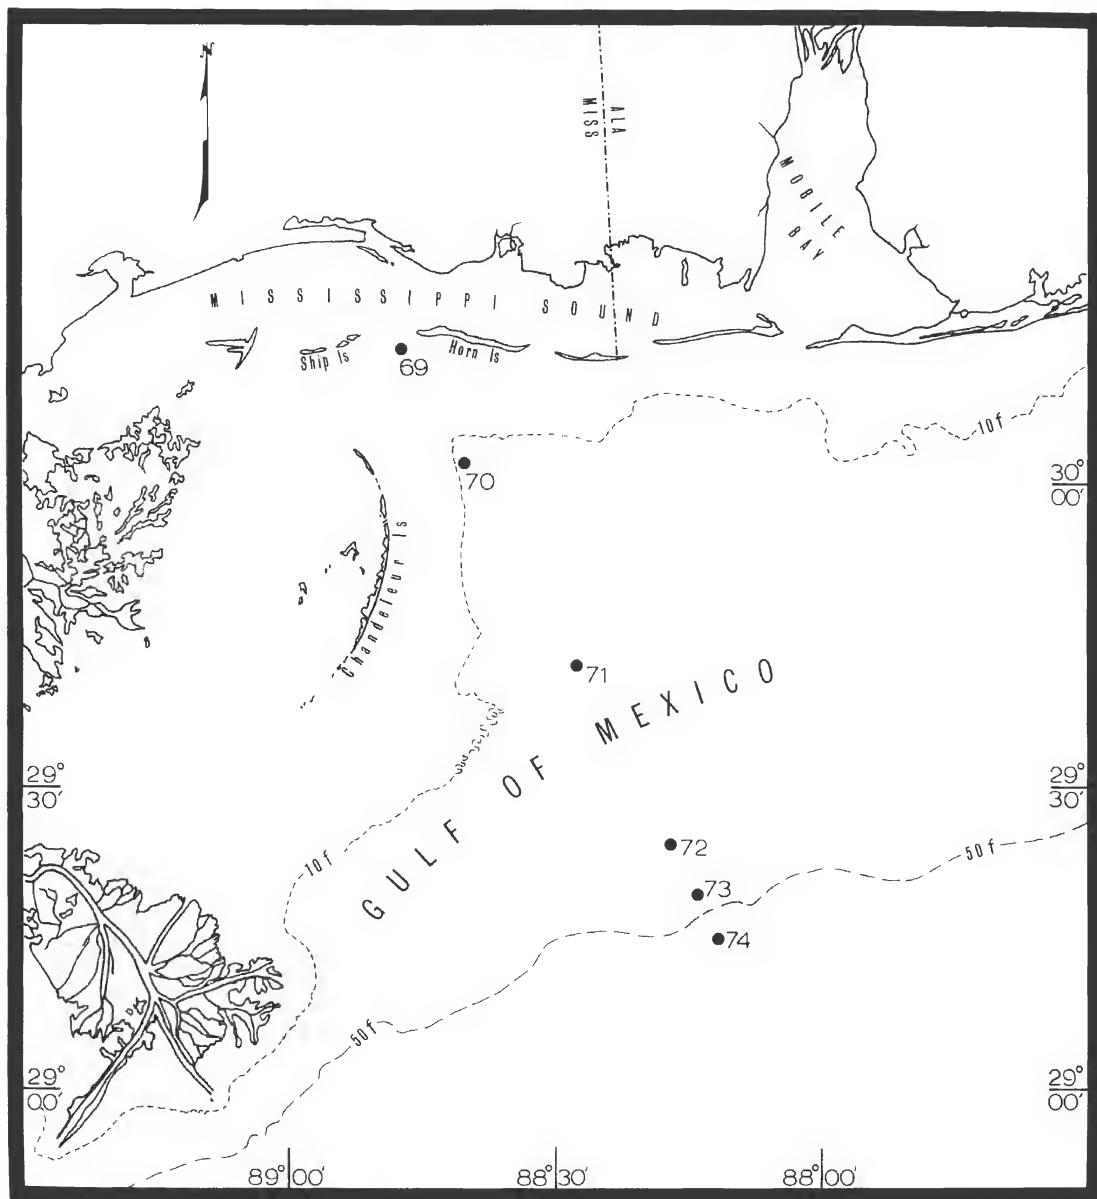 N
ALA
MISS
MOBILE
BAY
MISSISSIPPI SOUND
Ship Is
69
Horn Is
10f
70
30°
00'
Chandeleur Is
71
GULF OF MEXICO
29°
30'
29°
30'
10f
72
50f
73
74
50f
29°
00'
29°
00'
89°00'
88°30'
88°00'